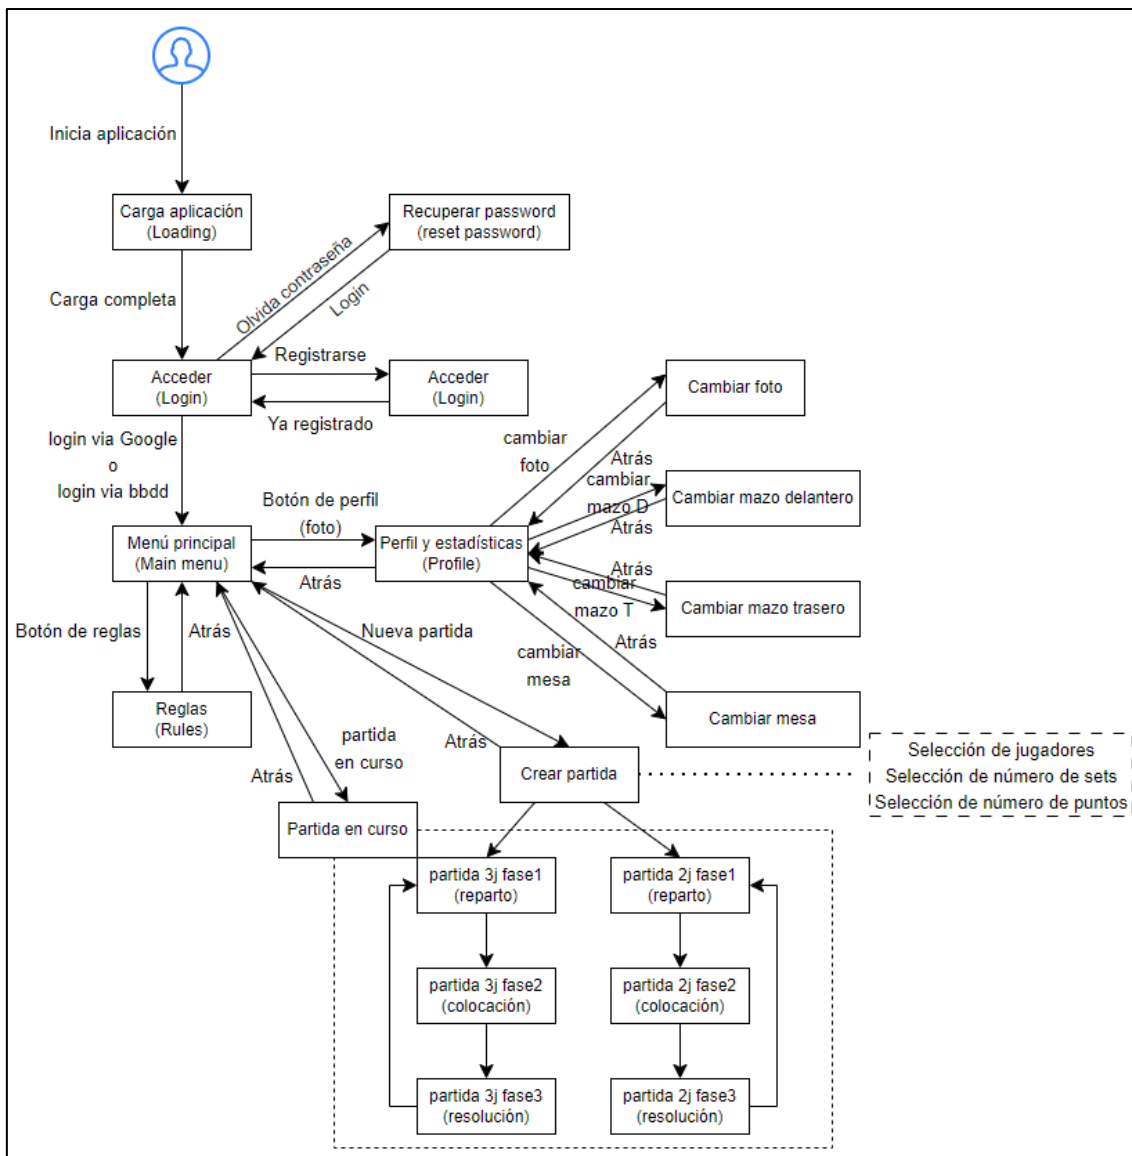 Inicia aplicación
Carga aplicación
(Loading)
Recuperar password
(reset password)
Olvida contraseña
Login
Carga completa
Acceder
(Login)
Registrarse
Ya registrado
Acceder
(Login)
Cambiar foto
login via Google
o
login via bbdd
cambiar
foto
Atrás
cambiar
mazo D
Atrás
Cambiar mazo delantero
Botón de perfil
(foto)
Menú principal
(Main menu)
Perfil y estadísticas
(Profile)
Atrás
Atrás
cambiar
mazo T
Cambiar mazo trasero
Botón de reglas
Atrás
Nueva partida
cambiar
mesa
Atrás
Cambiar mesa
Reglas
(Rules)
partida
en curso
Atrás
Atrás
Crear partida
Selección de jugadores
Selección de número de sets
Selección de número de puntos
Partida en curso
partida 3j fase1
(reparto)
partida 2j fase1
(reparto)
partida 3j fase2
(colocación)
partida 2j fase2
(colocación)
partida 3j fase3
(resolución)
partida 2j fase3
(resolución)